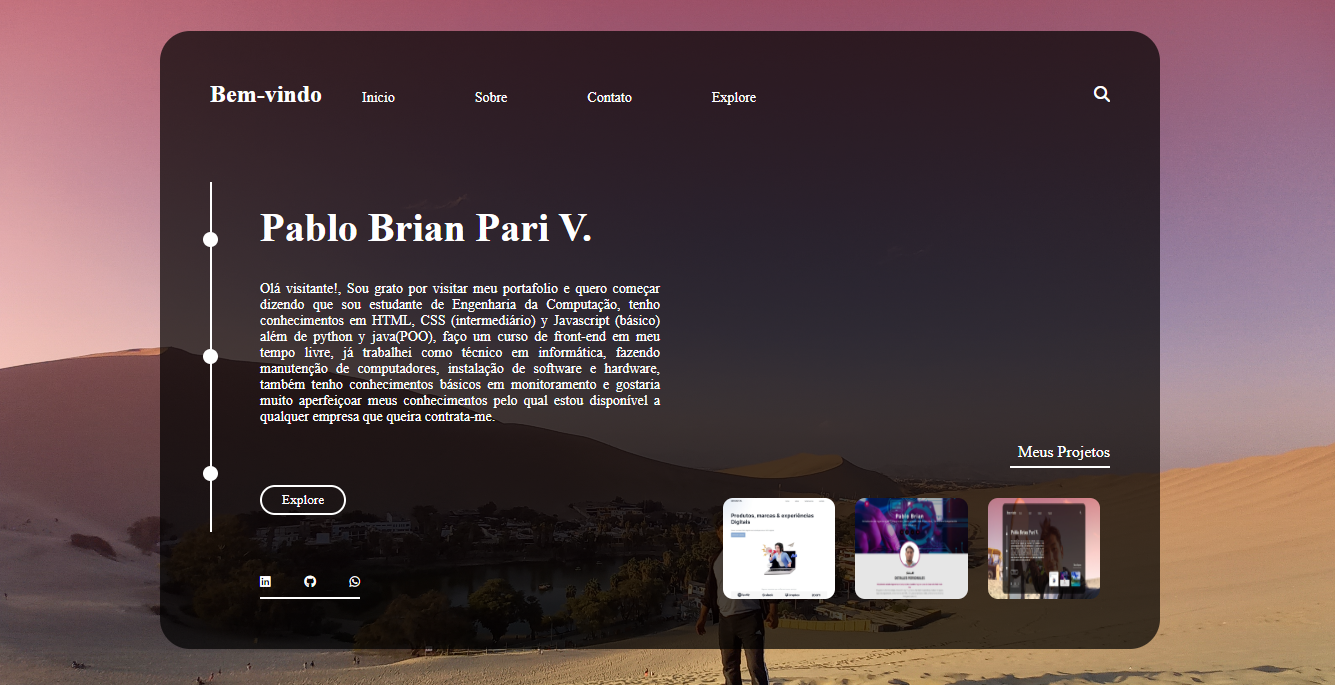 Bem-vindo Inicio Sobre Contato Explore
Pablo Brian Pari V.
Olá visitante!, Sou grato por visitar meu portafolio e quero começar
dizendo que sou estudante de Engenharia da Computação, tenho
conhecimentos em HTML, CSS (intermediário) y Javascript (básico)
além de python y java(POO), faço um curso de front-end em meu
tempo livre, já trabalhei como técnico em informática, fazendo
manutenção de computadores, instalação de software e hardware,
também tenho conhecimentos básicos em monitoramento e gostaria
muito aperfeiçoar meus conhecimentos pelo qual estou disponível a
qualquer empresa que queira contrata-me.
Meus Projetos
Explore
Produtos, marcas & experiências
Digitais
Pablo Brian
Pablo Brian Pari V.